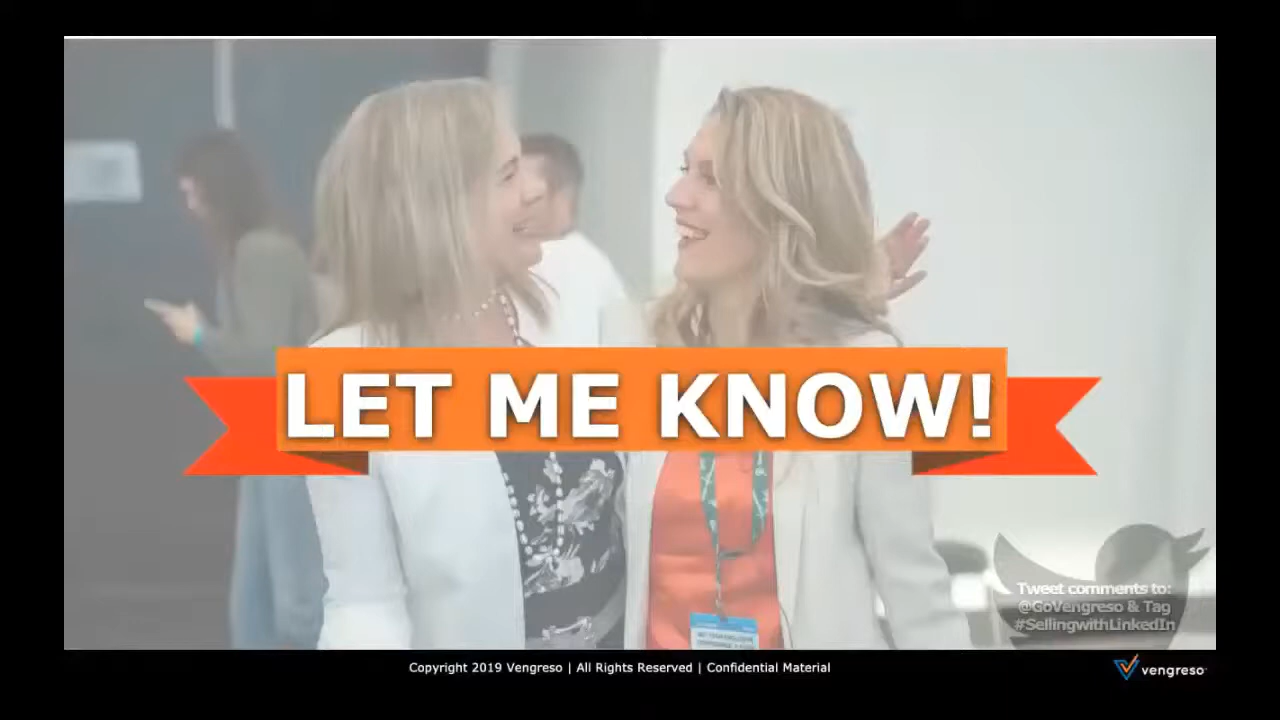 LET ME KNOW!
Tweet comments to:
@GoVengreso & Tag
#SellingwithLinkedIn
Copyright 2019 Vengreso | All Rights Reserved | Confidential Material
vengreso